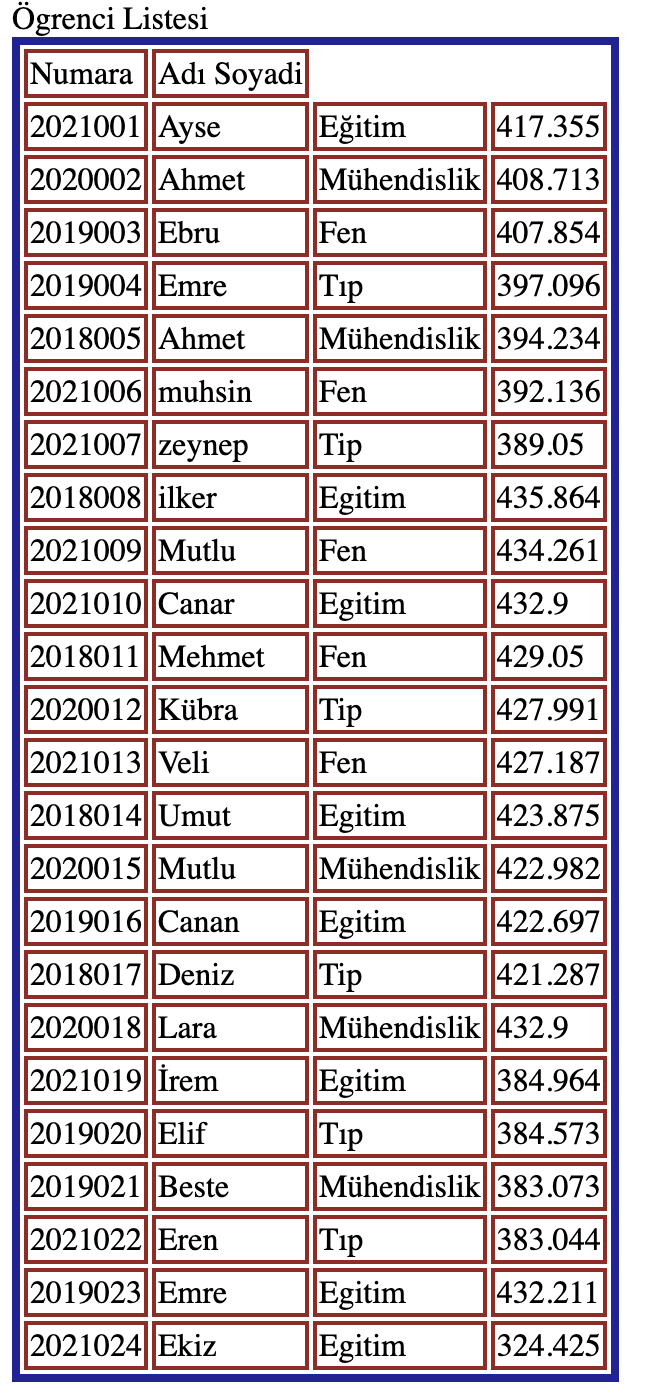 Ögrenci Listesi
Numara Adı Soyadi
2021001 Ayse Eğitim 417.355
2020002 Ahmet Mühendislik 408.713
2019003 Ebru Fen 407.854
2019004 Emre Tıp 397.096
2018005 Ahmet Mühendislik 394.234
2021006 muhsin Fen 392.136
2021007 zeynep Tip 389.05
2018008 ilker Egitim 435.864
2021009 Mutlu Fen 434.261
2021010 Canar Egitim 432.9
2018011 Mehmet Fen 429.05
2020012 Kübra Tip 427.991
2021013 Veli Fen 427.187
2018014 Umut Egitim 423.875
2020015 Mutlu Mühendislik 422.982
2019016 Canan Egitim 422.697
2018017 Deniz Tip 421.287
2020018 Lara Mühendislik 432.9
2021019 İrem Egitim 384.964
2019020 Elif Tıp 384.573
2019021 Beste Mühendislik 383.073
2021022 Eren Tıp 383.044
2019023 Emre Egitim 432.211
2021024 Ekiz Egitim 324.425